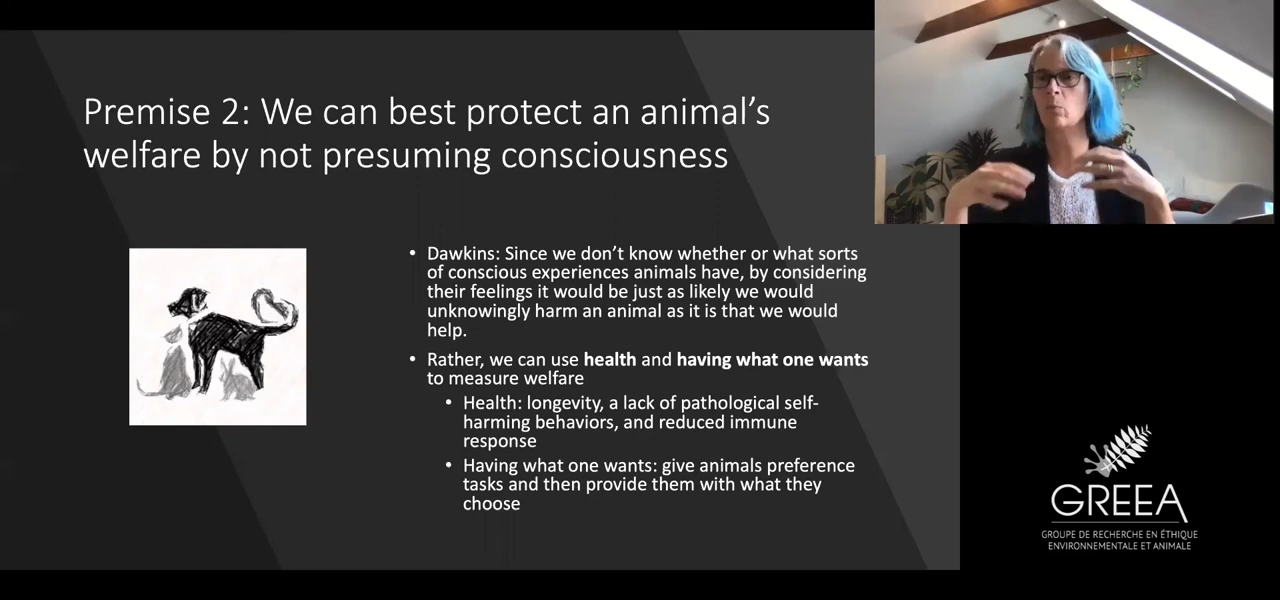 Premise 2: We can best protect an animal's
welfare by not presuming consciousness
• Dawkins: Since we don't know whether or what sorts
of conscious experiences animals have, by considering
their feelings it would be just as likely we would
unknowingly harm an animal as it is that we would
help.
• Rather, we can use health and having what one wants
to measure welfare
• Health: longevity, a lack of pathological self-
harming behaviors, and reduced immune
response
• Having what one wants: give animals preference
tasks and then provide them with what they
choose
GREEA
GROUPE DE RECHERCHE EN ÉTHIQUE
ENVIRONNEMENTALE ET ANIMALE